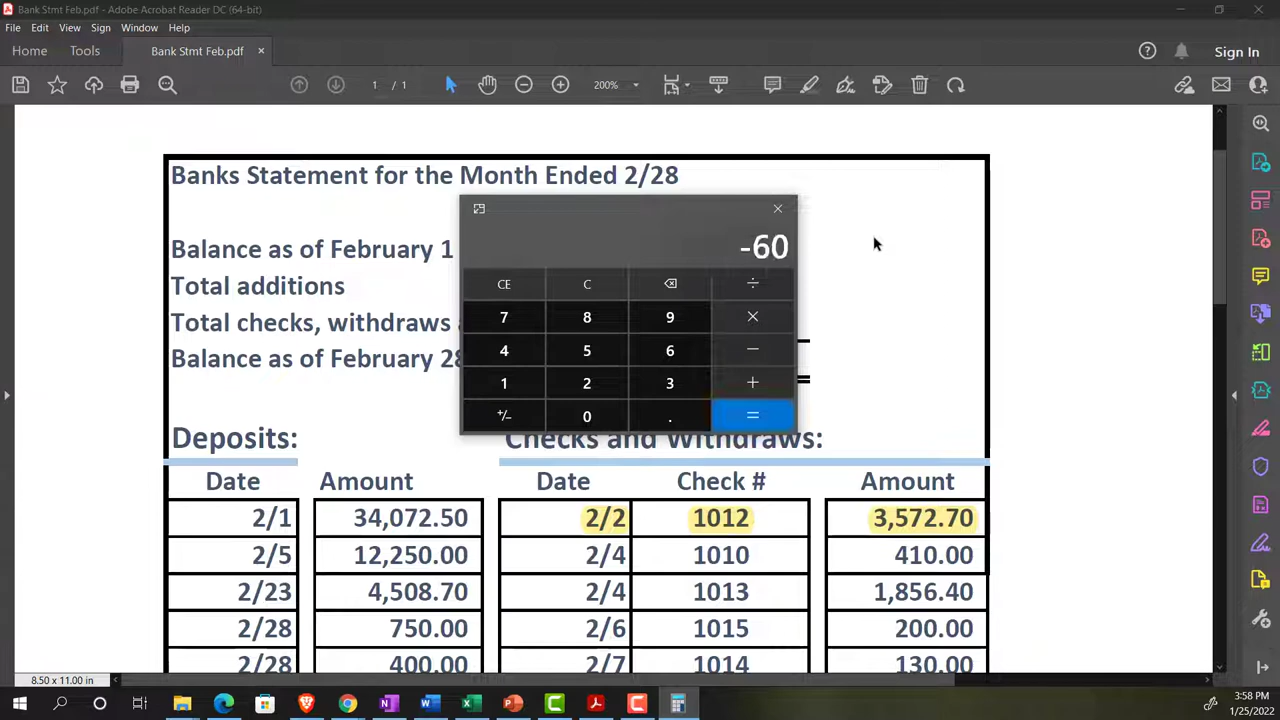 Bank Stmt Feb.pdf - Adobe Acrobat Reader DC (64-bit)
File Edit View Sign Window Help
Home Tools Bank Stmt Feb.pdf × Sign In
1 / 1 200%
Banks Statement for the Month Ended 2/28
Balance as of February 1
Total additions
Total checks, withdraws
Balance as of February 28
-60
CE C ÷
7 8 9 ×
4 5 6 −
1 2 3 +
+/- 0 . =
Deposits: Checks and Withdraws:
Date Amount Date Check # Amount
2/1 34,072.50 2/2 1012 3,572.70
2/5 12,250.00 2/4 1010 410.00
2/23 4,508.70 2/4 1013 1,856.40
2/28 750.00 2/6 1015 200.00
2/28 400.00 2/7 1014 130.00
8.50 x 11.00 in
3:58 PM
1/25/2022